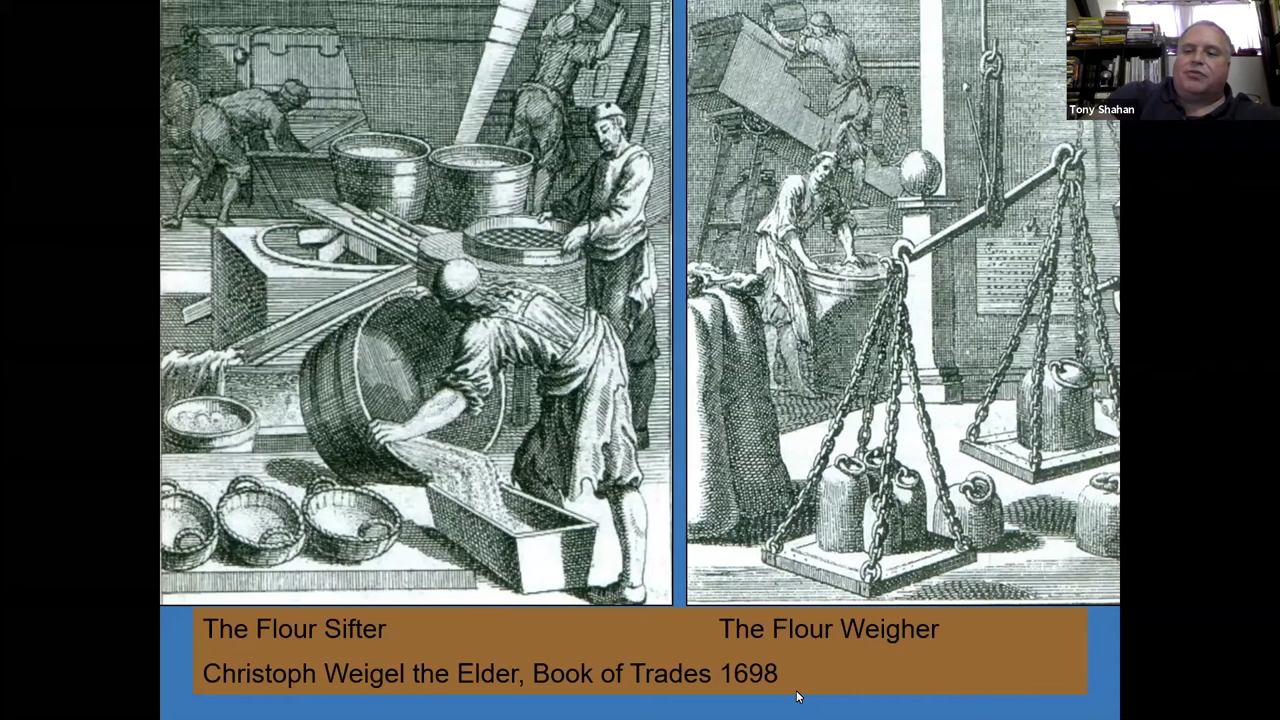 Tony Shahan
The Flour Sifter
The Flour Weigher
Christoph Weigel the Elder, Book of Trades 1698